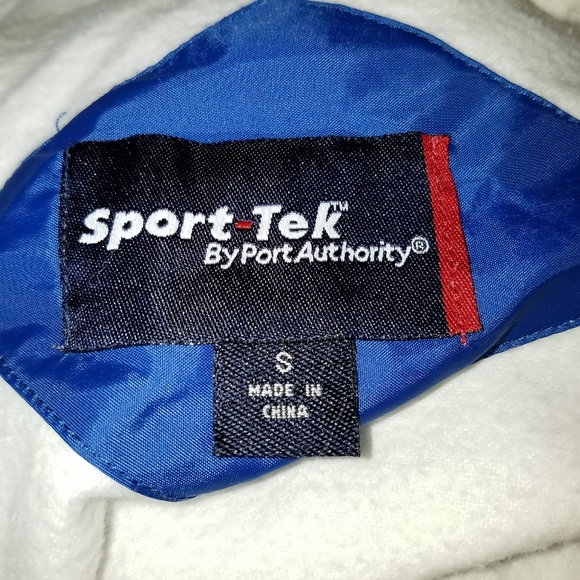 Sport-Tek™
By Port Authority®
S
MADE IN
CHINA